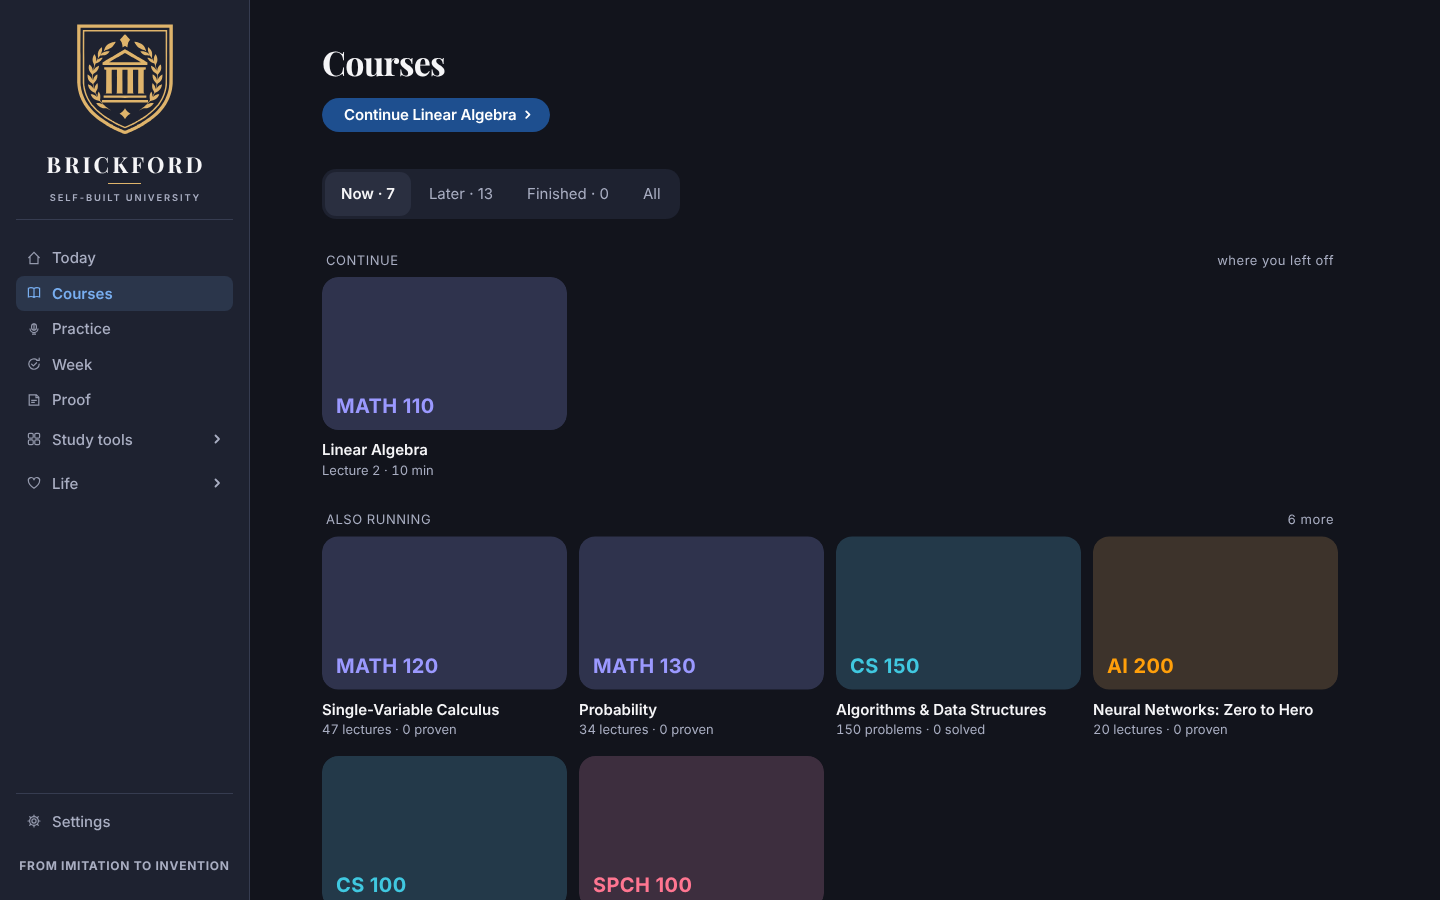 BRICKFORD
SELF-BUILT UNIVERSITY
Today
Courses
Practice
Week
Proof
Study tools
Life
Settings
FROM IMITATION TO INVENTION
Courses
Continue Linear Algebra
Now · 7
Later · 13
Finished · 0
All
CONTINUE
where you left off
MATH 110
Linear Algebra
Lecture 2 · 10 min
ALSO RUNNING
6 more
MATH 120
Single-Variable Calculus
47 lectures · 0 proven
MATH 130
Probability
34 lectures · 0 proven
CS 150
Algorithms & Data Structures
150 problems · 0 solved
AI 200
Neural Networks: Zero to Hero
20 lectures · 0 proven
CS 100
SPCH 100